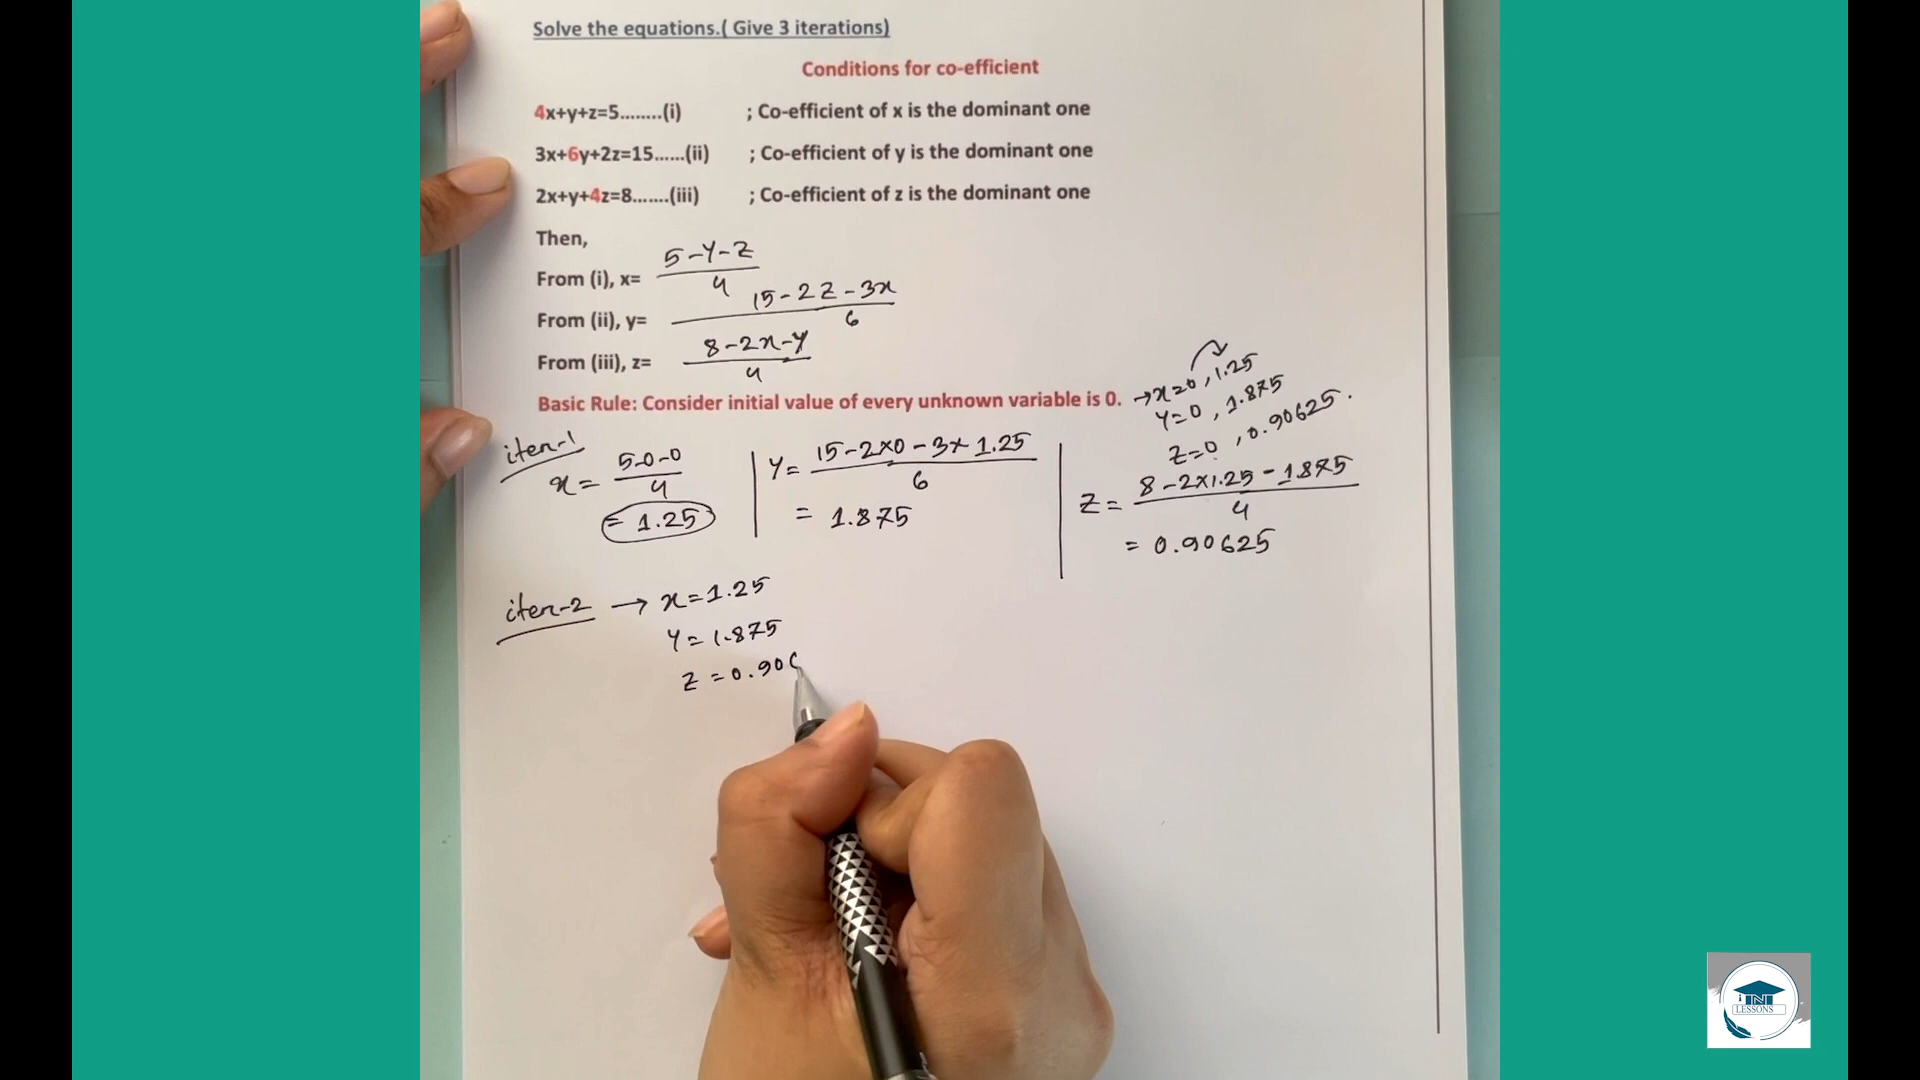 Solve the equations.( Give 3 iterations)
Conditions for co-efficient
4x+y+z=5........(i) ; Co-efficient of x is the dominant one
3x+6y+2z=15......(ii) ; Co-efficient of y is the dominant one
2x+y+4z=8.......(iii) ; Co-efficient of z is the dominant one
Then,
From (i), x= 5-y-z / 4
From (ii), y= 15-2z-3x / 6
From (iii), z= 8-2x-y / 4
Basic Rule: Consider initial value of every unknown variable is 0. → x=0, 1.25
y=0, 1.875
z=0, 0.90625.
iter-1
x= 5-0-0 / 4
= 1.25
y= 15-2×0-3×1.25 / 6
= 1.875
z= 8-2×1.25-1.875 / 4
= 0.90625
iter-2 → x=1.25
y=1.875
z=0.90
iN
LESSONS